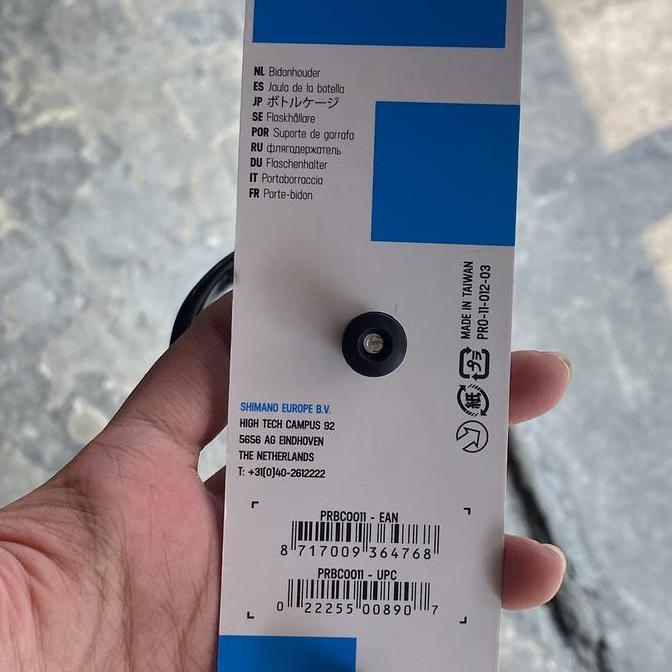 NL Bidonhouder
ES Jaula de la botella
JP ボトルケージ
SE Flaskhållare
POR Suporte de garrafa
RU флягодержатель
DU Flaschenhalter
IT Portaborraccia
FR Porte-bidon
MADE IN TAIWAN
PRO-11-012-03
プラ
紙
SHIMANO EUROPE B.V.
HIGH TECH CAMPUS 92
5656 AG EINDHOVEN
THE NETHERLANDS
T: +31(0)40-2612222
PRBC0011 - EAN
8 717009 364768
PRBC0011 - UPC
0 22255 00890 7